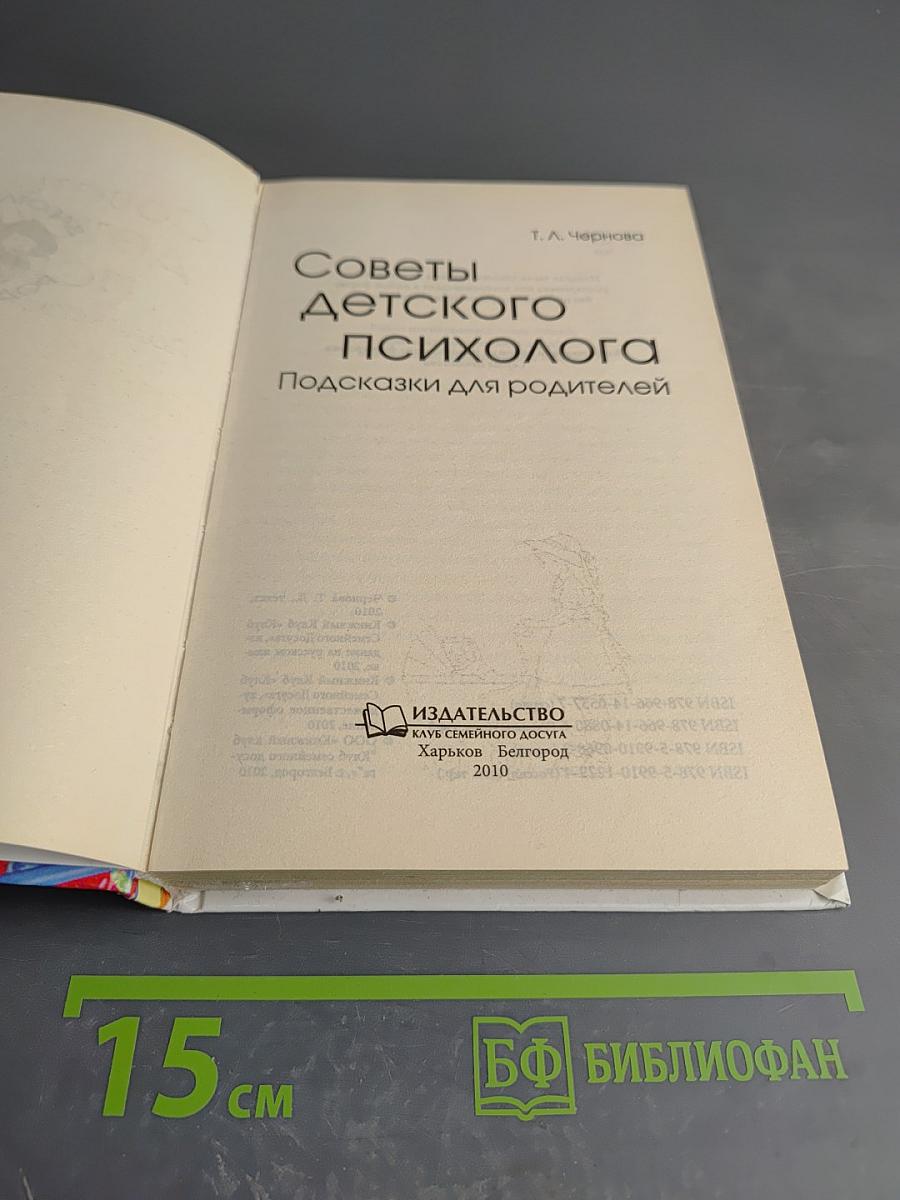 Т. Л. Чернова
Советы
детского
психолога
Подсказки для родителей
ИЗДАТЕЛЬСТВО
КЛУБ СЕМЕЙНОГО ДОСУГА
Харьков Белгород
2010
15 см
БФ БИБЛИОФАН